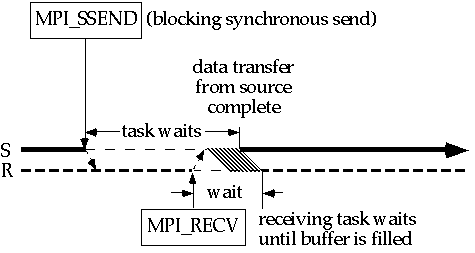 MPI_SSEND (blocking synchronous send)
data transfer
from source
complete
task waits
S
R
wait
MPI_RECV
receiving task waits
until buffer is filled